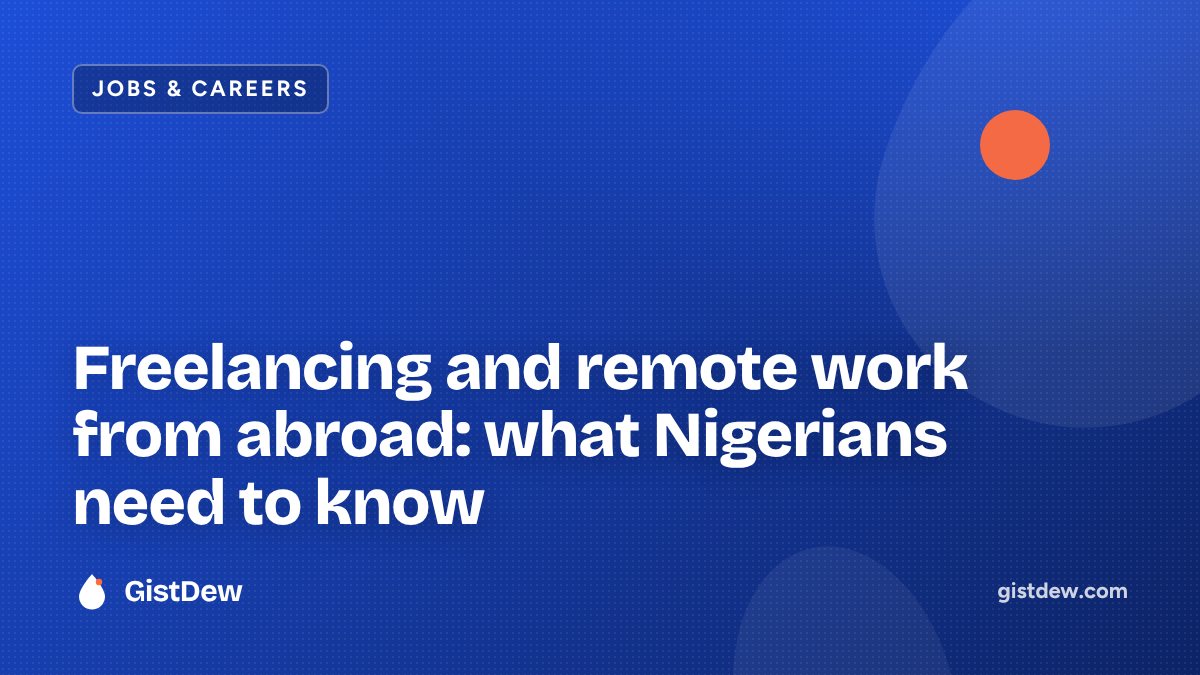 JOBS & CAREERS
Freelancing and remote work
from abroad: what Nigerians
need to know
GistDew
gistdew.com